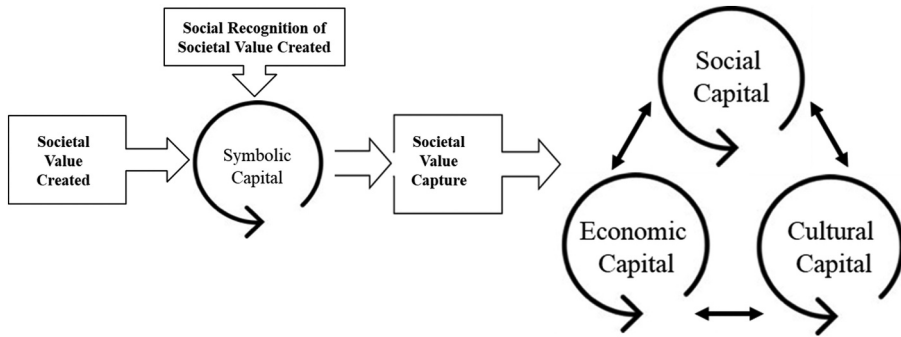 Social Recognition of
Societal Value Created
Societal
Value
Created
Symbolic
Capital
Societal
Value
Capture
Social
Capital
Economic
Capital
Cultural
Capital